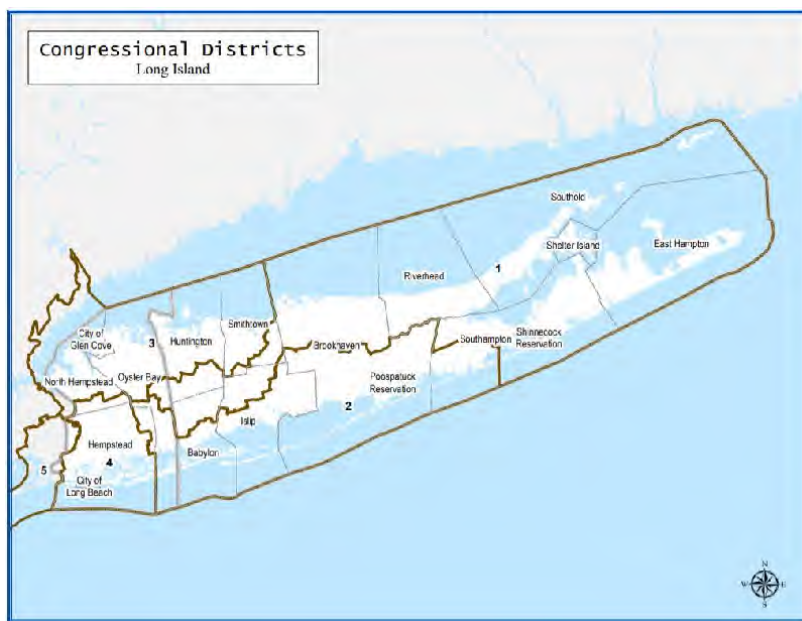 Congressional Districts
Long Island
Southold
Shelter Island
East Hampton
1
Riverhead
City of
Glen Cove
3
Huntington
Smithtown
Brookhaven
Southampton
Shinnecock
Reservation
North Hempstead
Oyster Bay
Poospatuck
Reservation
2
Islip
Hempstead
Babylon
5
4
City of
Long Beach
N
W
E
S